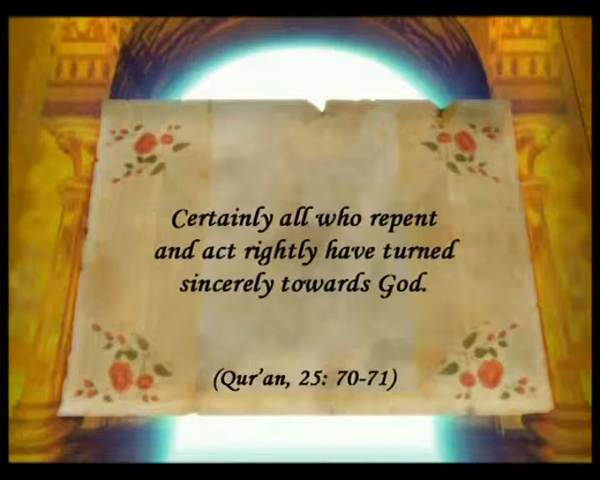 Certainly all who repent
and act rightly have turned
sincerely towards God.
(Qur'an, 25: 70-71)